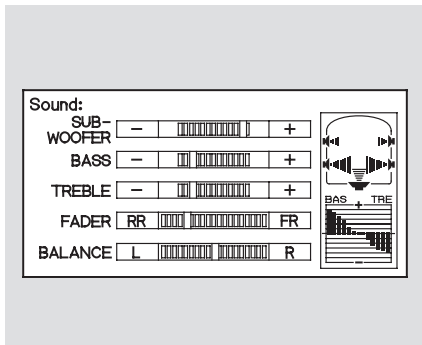 Sound:
SUB-
WOOFER − +
BASS − +
TREBLE − +
FADER RR FR
BALANCE L R
BAS + TRE
−